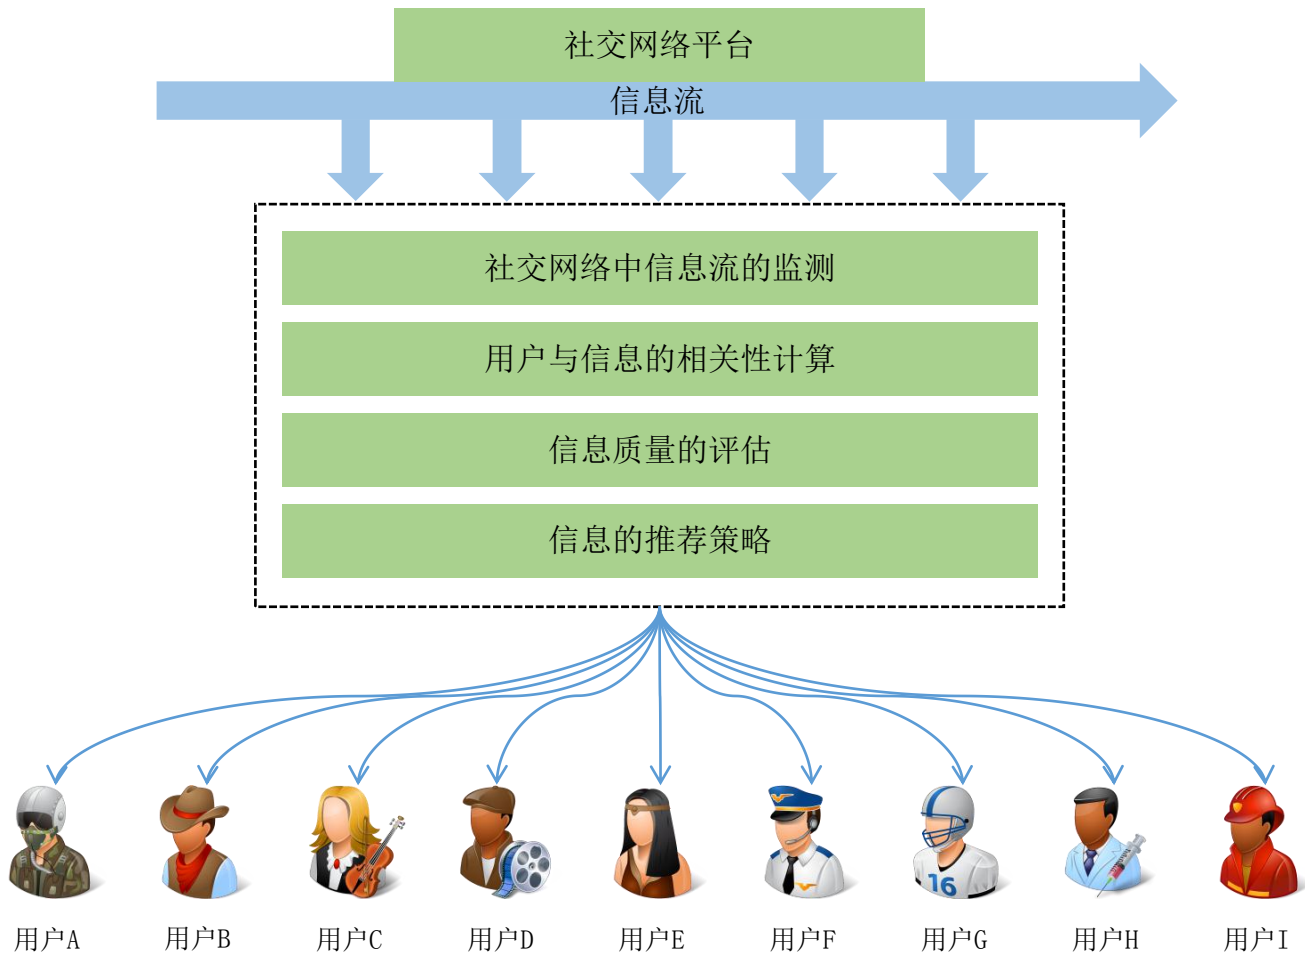 社交网络平台
信息流
社交网络中信息流的监测
用户与信息的相关性计算
信息质量的评估
信息的推荐策略
16
用户A
用户B
用户C
用户D
用户E
用户F
用户G
用户H
用户I